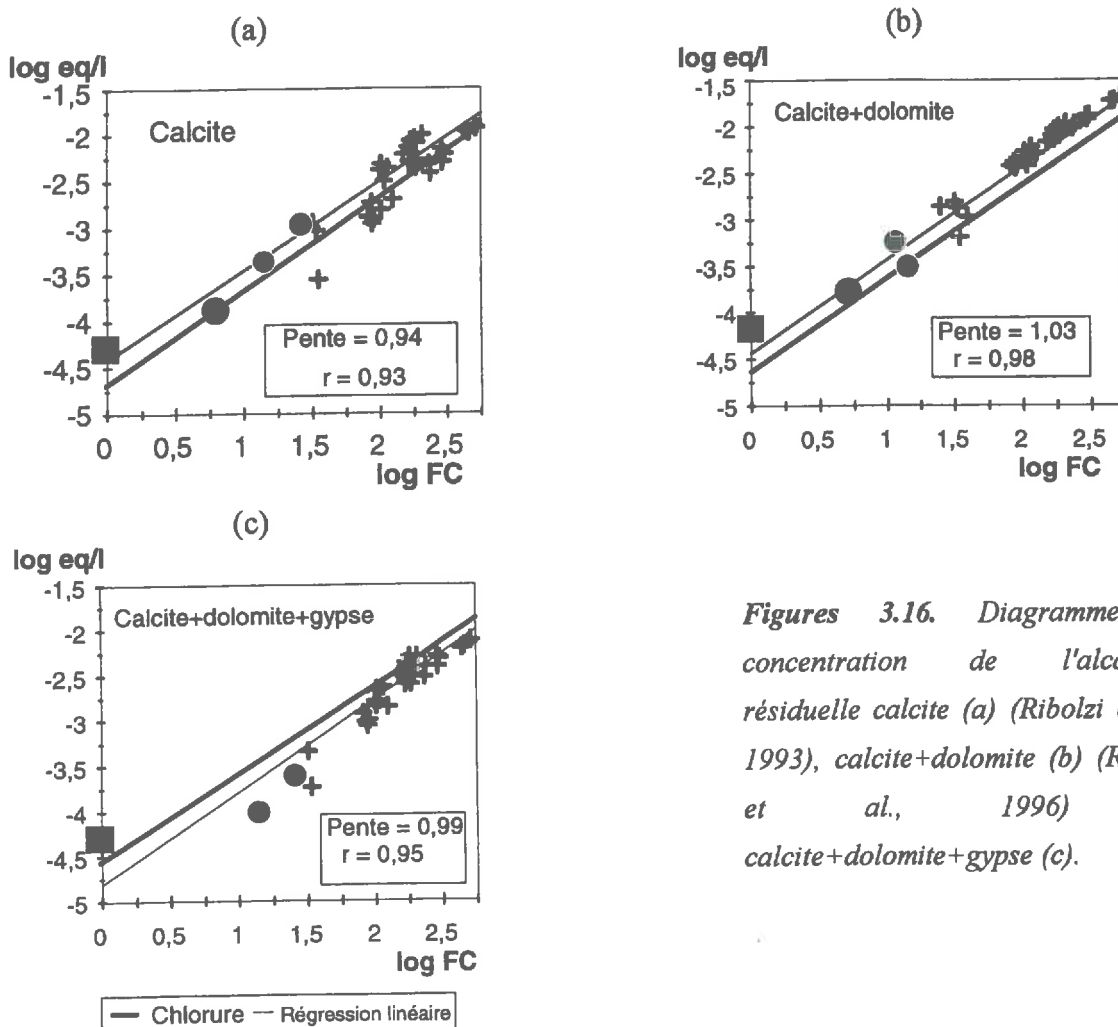 (a)
log eq/l
-1,5
-2
-2,5
-3
-3,5
-4
-4,5
-5
Calcite
Pente = 0,94
r = 0,93
0 0,5 1 1,5 2 2,5
log FC
(b)
log eq/l
-1,5
-2
-2,5
-3
-3,5
-4
-4,5
-5
Calcite+dolomite
Pente = 1,03
r = 0,98
0 0,5 1 1,5 2 2,5
log FC
(c)
log eq/l
-1,5
-2
-2,5
-3
-3,5
-4
-4,5
-5
Calcite+dolomite+gypse
Pente = 0,99
r = 0,95
0 0,5 1 1,5 2 2,5
log FC
Chlorure Régression linéaire
Figures 3.16. Diagramme
concentration de l'alca
résiduelle calcite (a) (Ribolzi
1993), calcite+dolomite (b) (R
et al., 1996)
calcite+dolomite+gypse (c).